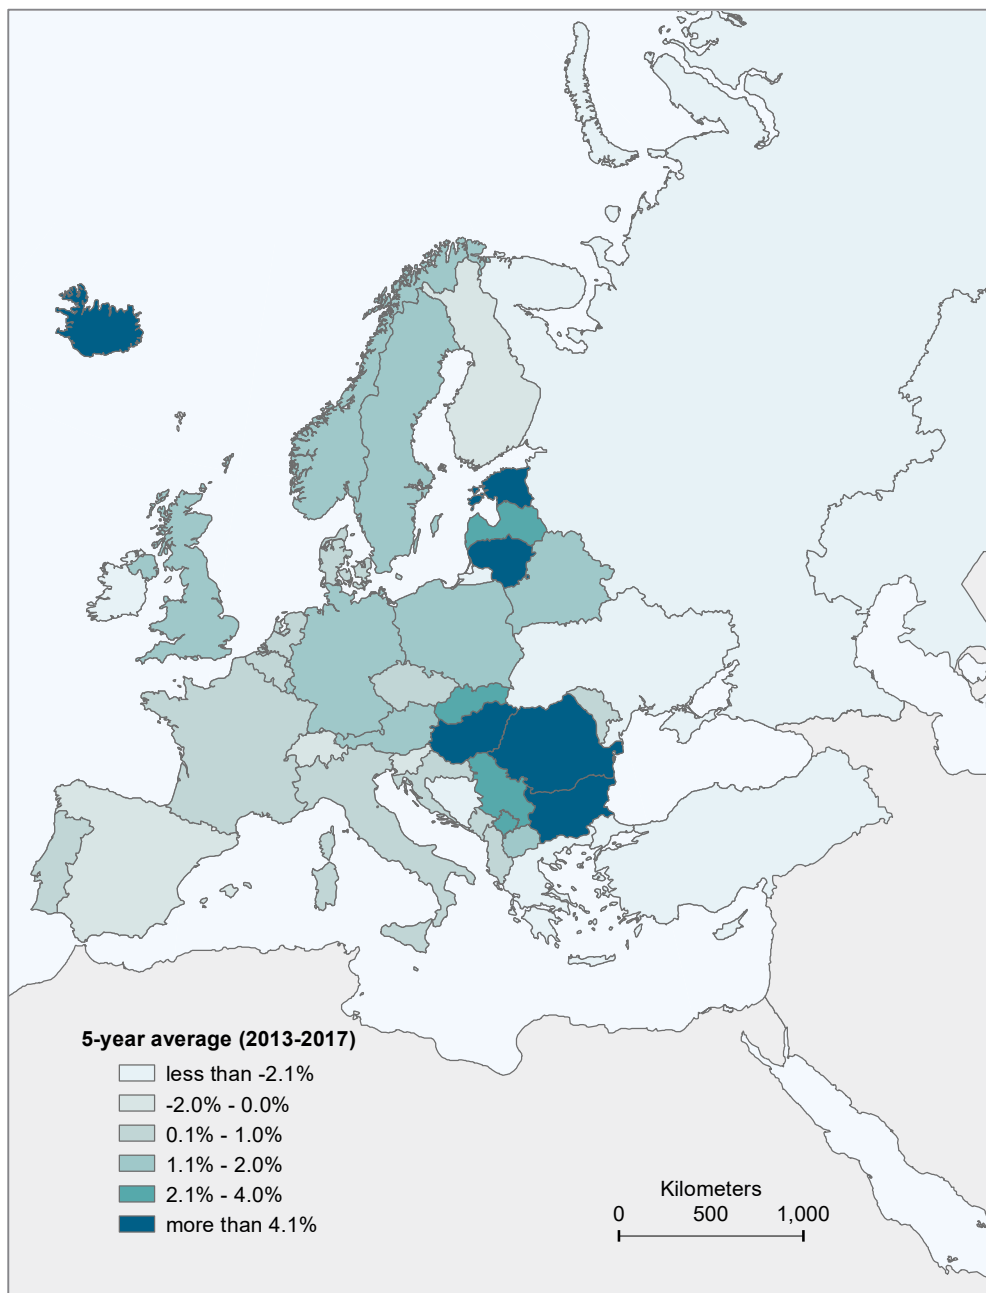 5-year average (2013-2017)
less than -2.1%
-2.0% - 0.0%
0.1% - 1.0%
1.1% - 2.0%
2.1% - 4.0%
more than 4.1%
Kilometers
0 500 1,000